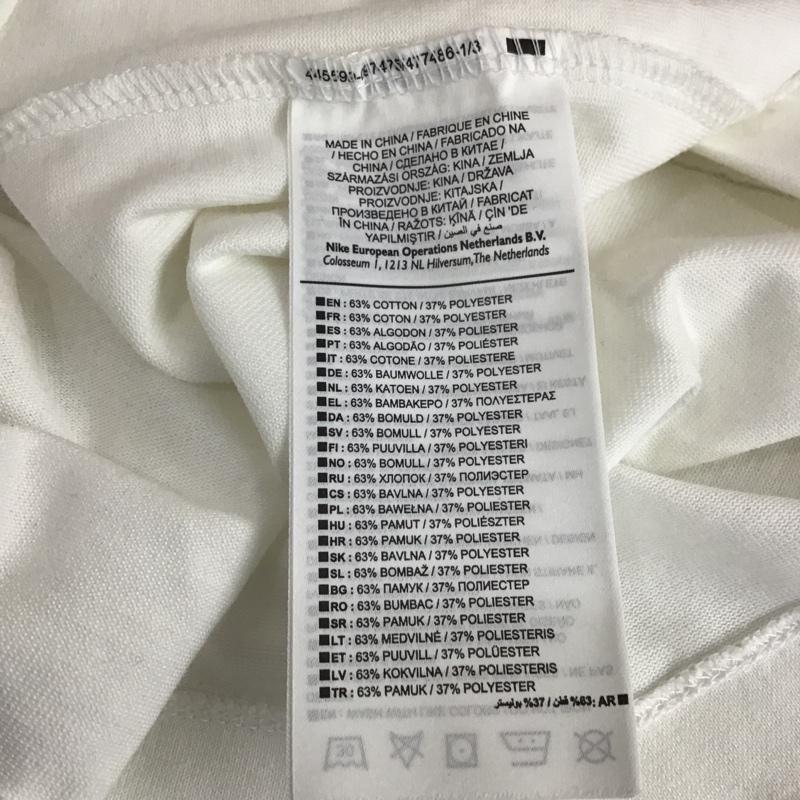 MADE IN CHINA / FABRIQUE EN CHINE
/ HECHO EN CHINA / FABRICADO NA
CHINA / СДЕЛАНО В КИТАЕ /
SZÁRMAZÁSI ORSZÁG: KINA / ZEMLJA
PROIZVODNJE: KINA / DRŽAVA
PROIZVODNJE: KITAJSKA /
ПРОИЗВЕДЕНО В КИТАЙ / FABRICAT
ÎN CHINA / RAŽOTS: ĶĪNĀ / ÇİN 'DE
YAPILMIŞTIR / صنع في الصين
Nike European Operations Netherlands B.V.
Colosseum 1, 1213 NL Hilversum, The Netherlands
EN : 63% COTTON / 37% POLYESTER
FR : 63% COTON / 37% POLYESTER
ES : 63% ALGODON / 37% POLIESTER
PT : 63% ALGODÃO / 37% POLIÉSTER
IT : 63% COTONE / 37% POLIESTERE
DE : 63% BAUMWOLLE / 37% POLYESTER
NL : 63% KATOEN / 37% POLYESTER
EL : 63% ΒΑΜΒΑΚΕΡΟ / 37% ΠΟΛΥΕΣΤΕΡΑΣ
DA : 63% BOMULD / 37% POLYESTER
SV : 63% BOMULL / 37% POLYESTER
FI : 63% PUUVILLA / 37% POLYESTERI
NO : 63% BOMULL / 37% POLYESTER
RU : 63% ХЛОПОК / 37% ПОЛИЭСТЕР
CS : 63% BAVLNA / 37% POLYESTER
PL : 63% BAWEŁNA / 37% POLYESTER
HU : 63% PAMUT / 37% POLIÉSZTER
HR : 63% PAMUK / 37% POLIESTER
SK : 63% BAVLNA / 37% POLYESTER
SL : 63% BOMBAŽ / 37% POLIESTER
BG : 63% ПАМУК / 37% ПОЛИЕСТЕР
RO : 63% BUMBAC / 37% POLIESTER
SR : 63% PAMUK / 37% POLIESTER
LT : 63% MEDVILNĖ / 37% POLIESTERIS
ET : 63% PUUVILL / 37% POLÜESTER
LV : 63% KOKVILNA / 37% POLIESTERIS
TR : 63% PAMUK / 37% POLYESTER
AR :63% قطن / 37% بوليستر
30